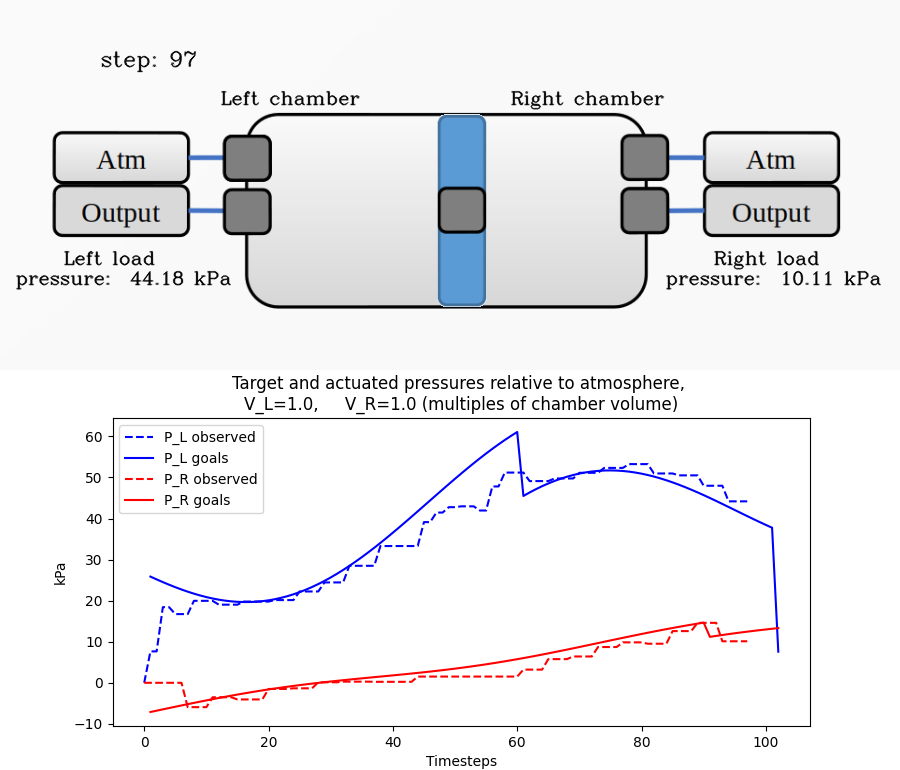 step: 97
Left chamber
Right chamber
Atm
Atm
Output
Output
Left load
pressure: 44.18 kPa
Right load
pressure: 10.11 kPa
Target and actuated pressures relative to atmosphere,
V_L=1.0, V_R=1.0 (multiples of chamber volume)
P_L observed
P_L goals
P_R observed
P_R goals
kPa
60
50
40
30
20
10
0
−10
0 20 40 60 80 100
Timesteps